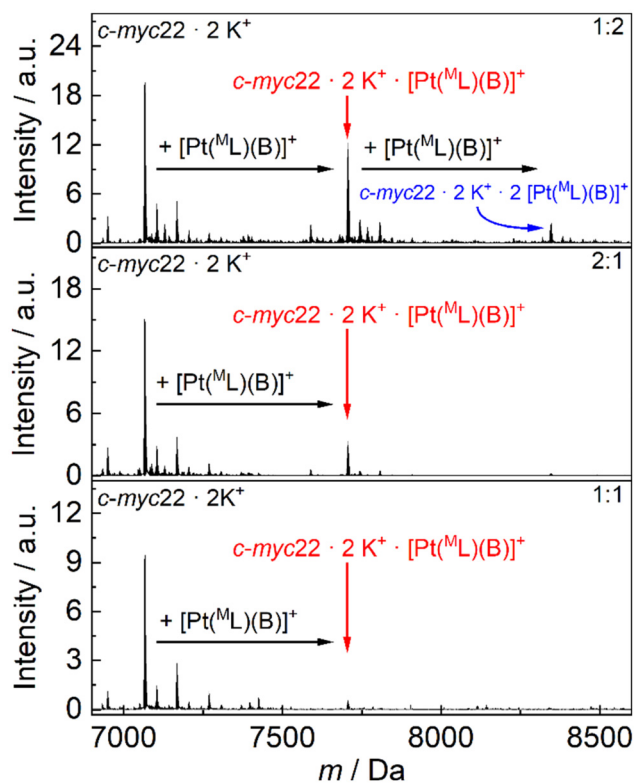 c-myc22 · 2 K⁺ 1:2
c-myc22 · 2 K⁺ · [Pt(ᴹL)(B)]⁺
+ [Pt(ᴹL)(B)]⁺ + [Pt(ᴹL)(B)]⁺
c-myc22 · 2 K⁺ · 2 [Pt(ᴹL)(B)]⁺
Intensity / a.u.
24
18
12
6
0
c-myc22 · 2 K⁺ 2:1
c-myc22 · 2 K⁺ · [Pt(ᴹL)(B)]⁺
+ [Pt(ᴹL)(B)]⁺
Intensity / a.u.
18
12
6
0
c-myc22 · 2K⁺ 1:1
c-myc22 · 2 K⁺ · [Pt(ᴹL)(B)]⁺
+ [Pt(ᴹL)(B)]⁺
Intensity / a.u.
12
9
6
3
0
7000 7500 8000 8500
m / Da